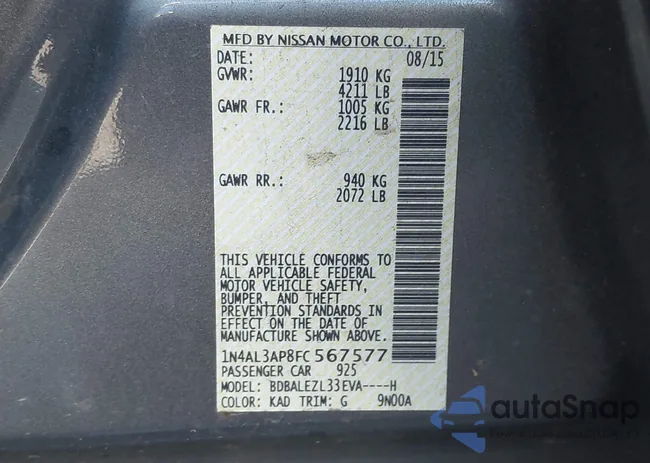 MFD BY NISSAN MOTOR CO., LTD.
DATE: 08/15
GVWR: 1910 KG
4211 LB
GAWR FR.: 1005 KG
2216 LB
GAWR RR.: 940 KG
2072 LB
THIS VEHICLE CONFORMS TO
ALL APPLICABLE FEDERAL
MOTOR VEHICLE SAFETY,
BUMPER, AND THEFT
PREVENTION STANDARDS IN
EFFECT ON THE DATE OF
MANUFACTURE SHOWN ABOVE.
1N4AL3AP8FC567577
PASSENGER CAR 925
MODEL: BDBALEZL33EVA----H
COLOR: KAD TRIM: G 9N00A
autoSnap